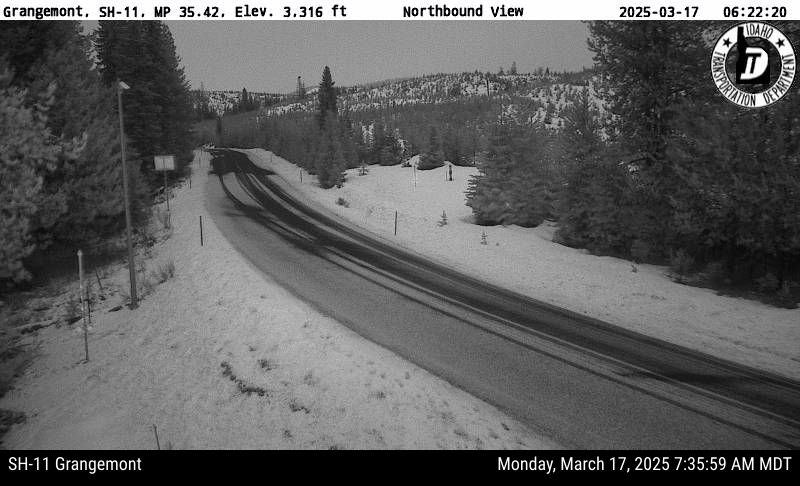 Grangemont, SH-11, MP 35.42, Elev. 3,316 ft Northbound View 2025-03-17 06:22:20
IDAHO
TRANSPORTATION DEPARTMENT
SH-11 Grangemont Monday, March 17, 2025 7:35:59 AM MDT